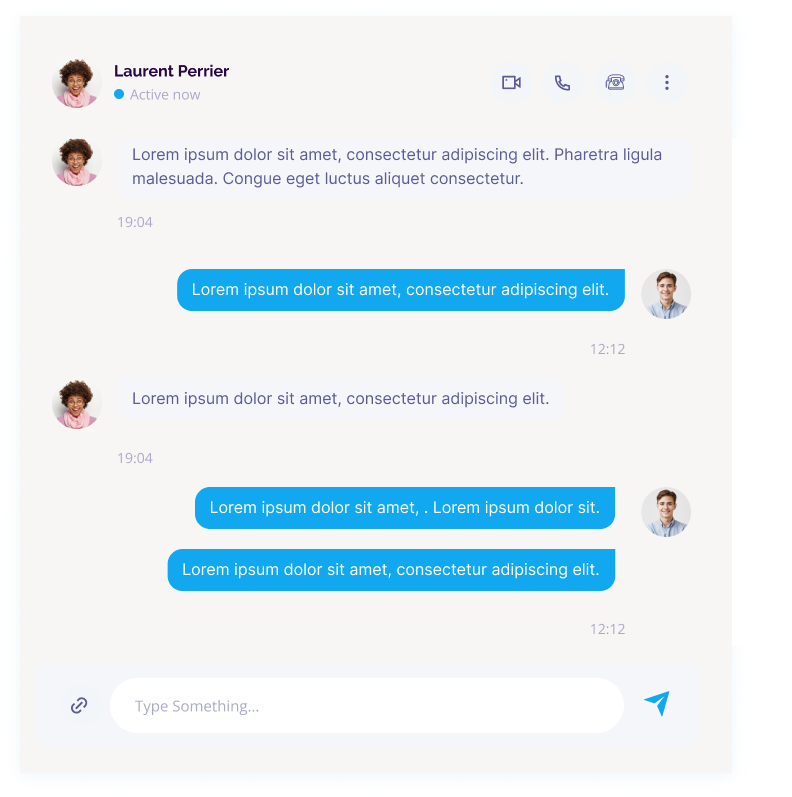 Laurent Perrier
Active now
Lorem ipsum dolor sit amet, consectetur adipiscing elit. Pharetra ligula
malesuada. Congue eget luctus aliquet consectetur.
19:04
Lorem ipsum dolor sit amet, consectetur adipiscing elit.
12:12
Lorem ipsum dolor sit amet, consectetur adipiscing elit.
19:04
Lorem ipsum dolor sit amet, . Lorem ipsum dolor sit.
Lorem ipsum dolor sit amet, consectetur adipiscing elit.
12:12
Type Something...